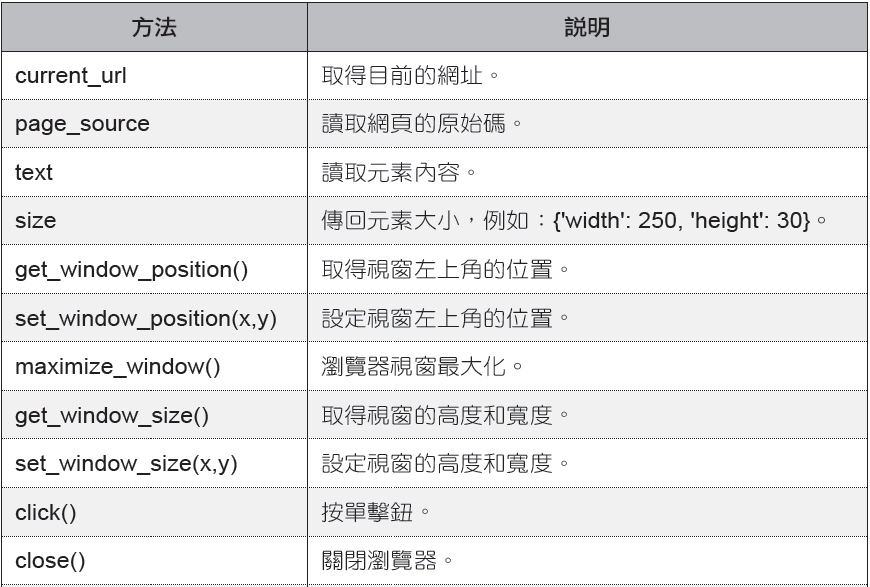 方法 說明
current_url 取得目前的網址。
page_source 讀取網頁的原始碼。
text 讀取元素內容。
size 傳回元素大小，例如：{'width': 250, 'height': 30}。
get_window_position() 取得視窗左上角的位置。
set_window_position(x,y) 設定視窗左上角的位置。
maximize_window() 瀏覽器視窗最大化。
get_window_size() 取得視窗的高度和寬度。
set_window_size(x,y) 設定視窗的高度和寬度。
click() 按單擊鈕。
close() 關閉瀏覽器。